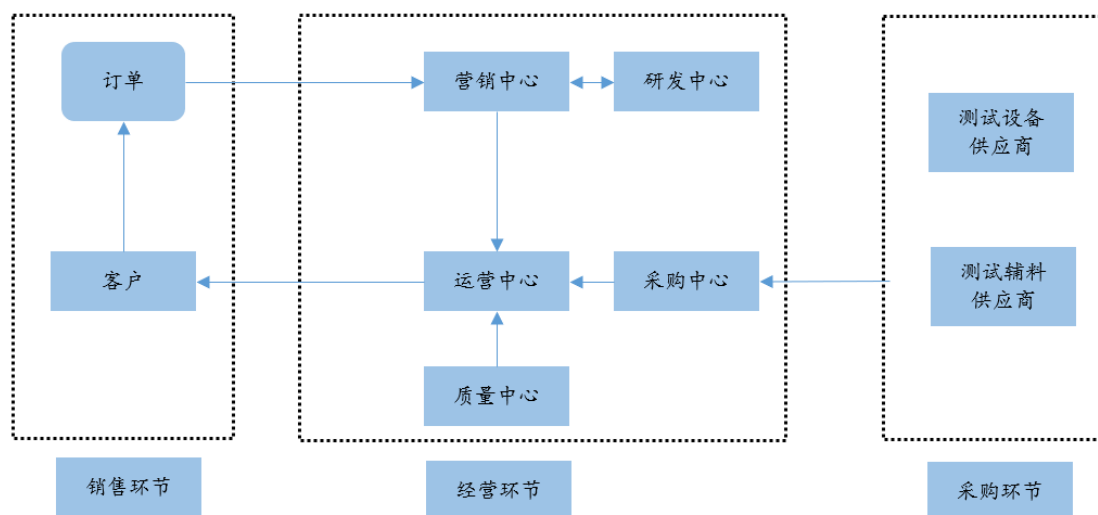 订单
营销中心
研发中心
测试设备
供应商
客户
运营中心
采购中心
测试辅料
供应商
质量中心
销售环节
经营环节
采购环节